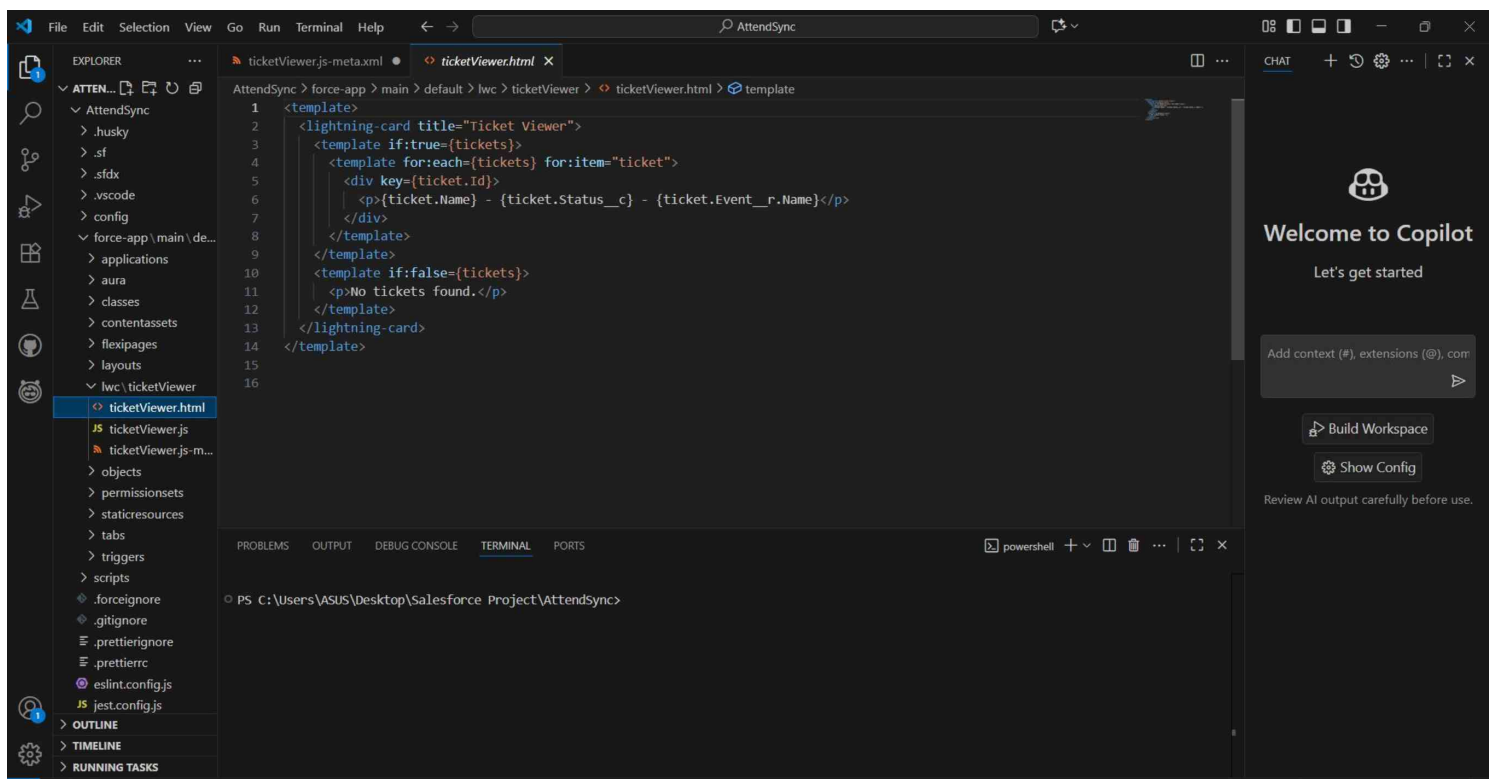 File Edit Selection View Go Run Terminal Help
AttendSync
EXPLORER
ATTEN...
AttendSync
.husky
.sf
.sfdx
.vscode
config
force-app\main\de...
applications
aura
classes
contentassets
flexipages
layouts
lwc\ticketViewer
ticketViewer.html
JS ticketViewer.js
ticketViewer.js-m...
objects
permissionsets
staticresources
tabs
triggers
scripts
.forceignore
.gitignore
.prettierignore
.prettierrc
eslint.config.js
JS jest.config.js
OUTLINE
TIMELINE
RUNNING TASKS
1
1
ticketViewer.js-meta.xml
ticketViewer.html
AttendSync > force-app > main > default > lwc > ticketViewer > ticketViewer.html > template
1 <template>
2 <lightning-card title="Ticket Viewer">
3 <template if:true={tickets}>
4 <template for:each={tickets} for:item="ticket">
5 <div key={ticket.Id}>
6 <p>{ticket.Name} - {ticket.Status__c} - {ticket.Event__r.Name}</p>
7 </div>
8 </template>
9 </template>
10 <template if:false={tickets}>
11 <p>No tickets found.</p>
12 </template>
13 </lightning-card>
14 </template>
15
16
PROBLEMS OUTPUT DEBUG CONSOLE TERMINAL PORTS
powershell
PS C:\Users\ASUS\Desktop\Salesforce Project\AttendSync>
CHAT
Welcome to Copilot
Let's get started
Add context (#), extensions (@), com
Build Workspace
Show Config
Review AI output carefully before use.